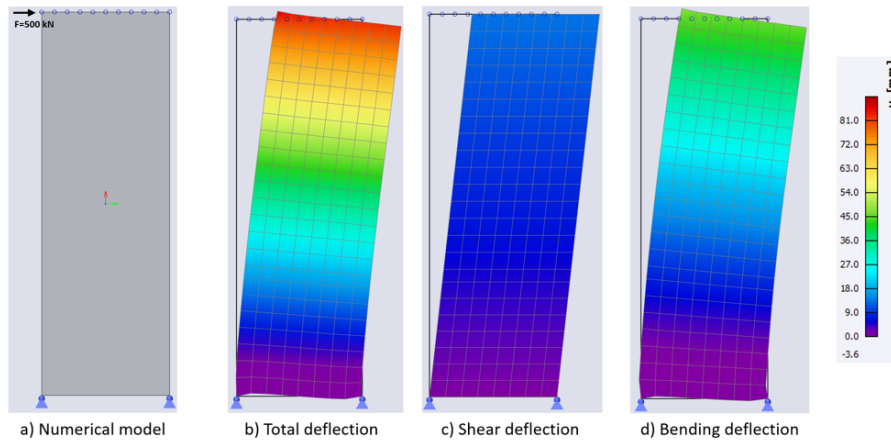 F=500 kN
[mm]
81.0
72.0
63.0
54.0
45.0
36.0
27.0
18.0
9.0
0.0
-3.6
a) Numerical model
b) Total deflection
c) Shear deflection
d) Bending deflection